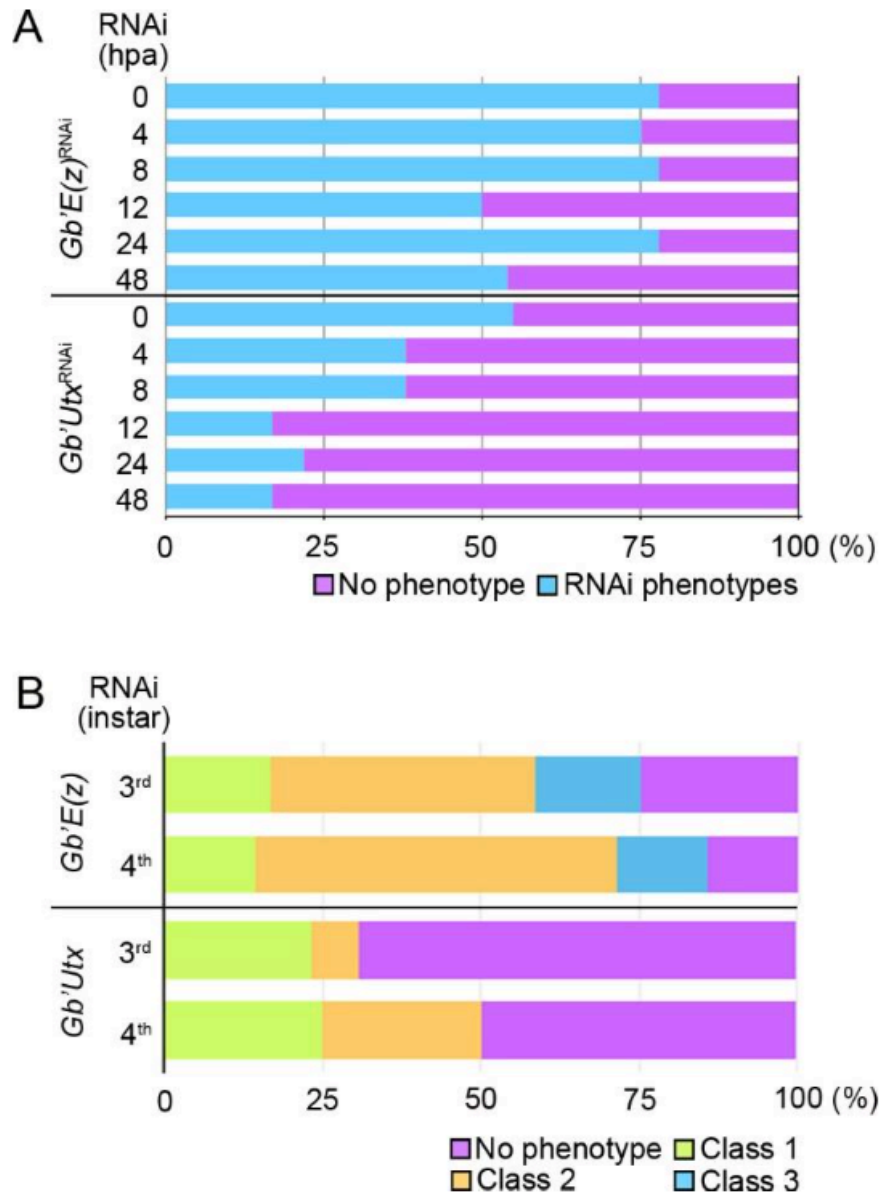 A
RNAi
(hpa)
Gb'E(z)RNAi
0
4
8
12
24
48
Gb'UtxRNAi
0
4
8
12
24
48
0 25 50 75 100 (%)
No phenotype RNAi phenotypes
B
RNAi
(instar)
Gb'E(z)
3rd
4th
Gb'Utx
3rd
4th
0 25 50 75 100 (%)
No phenotype Class 1
Class 2 Class 3